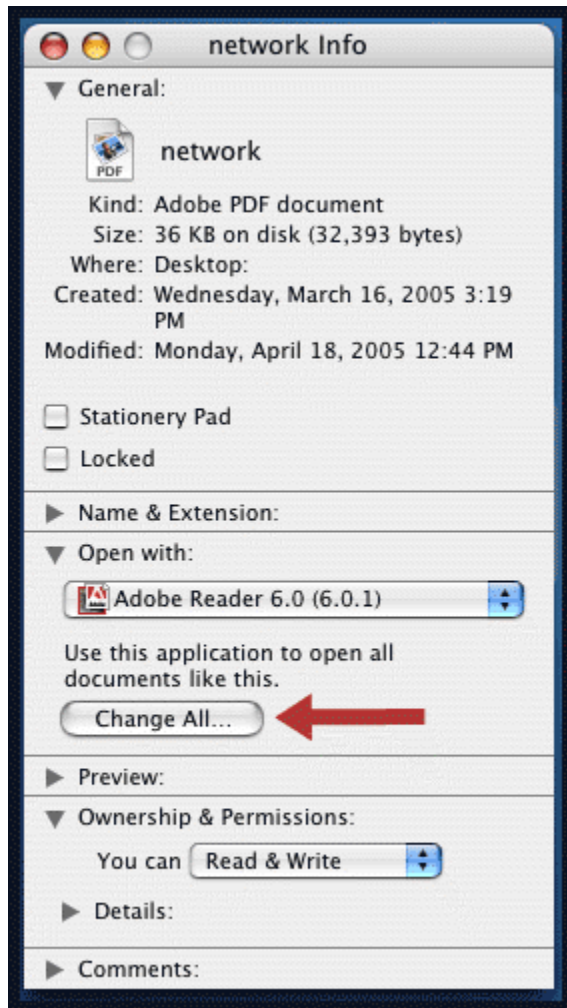 network Info
General:
PDF
network
Kind: Adobe PDF document
Size: 36 KB on disk (32,393 bytes)
Where: Desktop:
Created: Wednesday, March 16, 2005 3:19
PM
Modified: Monday, April 18, 2005 12:44 PM
Stationery Pad
Locked
Name & Extension:
Open with:
Adobe Reader 6.0 (6.0.1)
Use this application to open all
documents like this.
Change All...
Preview:
Ownership & Permissions:
You can Read & Write
Details:
Comments: